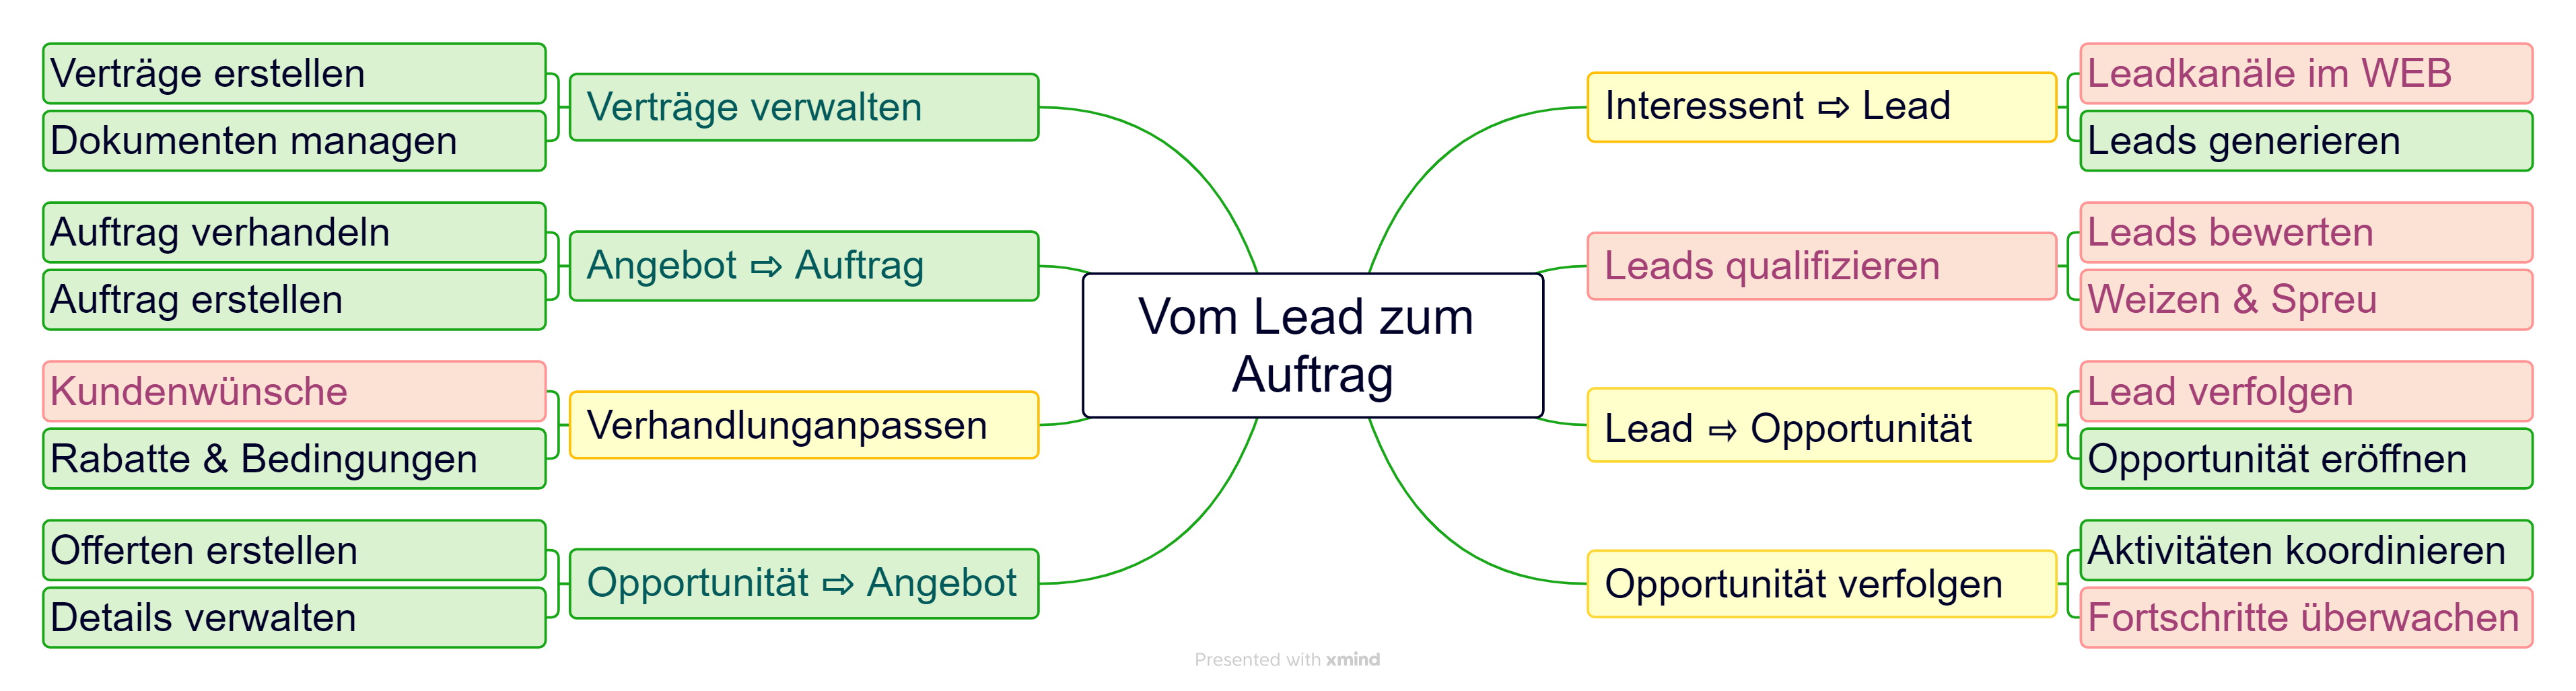 Vom Lead zum
Auftrag
Interessent ⇨ Lead
Leadkanäle im WEB
Leads generieren
Leads qualifizieren
Leads bewerten
Weizen & Spreu
Lead ⇨ Opportunität
Lead verfolgen
Opportunität eröffnen
Opportunität verfolgen
Aktivitäten koordinieren
Fortschritte überwachen
Verträge verwalten
Verträge erstellen
Dokumenten managen
Angebot ⇨ Auftrag
Auftrag verhandeln
Auftrag erstellen
Verhandlunganpassen
Kundenwünsche
Rabatte & Bedingungen
Opportunität ⇨ Angebot
Offerten erstellen
Details verwalten
Presented with xmind